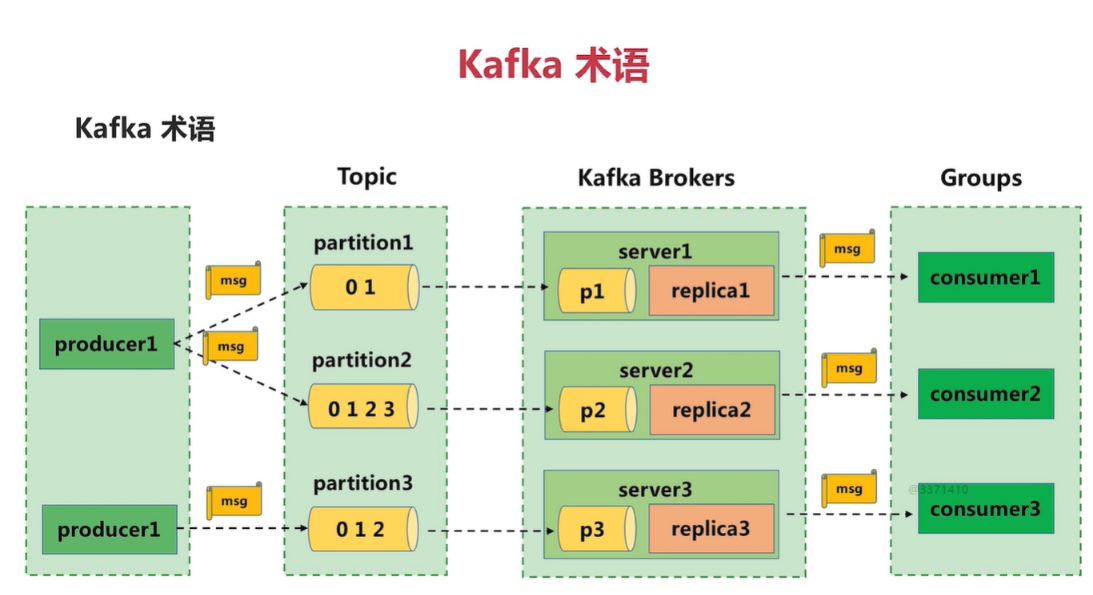 Kafka 术语
Kafka 术语
Topic
Kafka Brokers
Groups
producer1
producer1
msg
msg
msg
partition1
0 1
partition2
0 1 2 3
partition3
0 1 2
server1
p1
replica1
server2
p2
replica2
server3
p3
replica3
msg
msg
msg
consumer1
consumer2
@3371410
consumer3